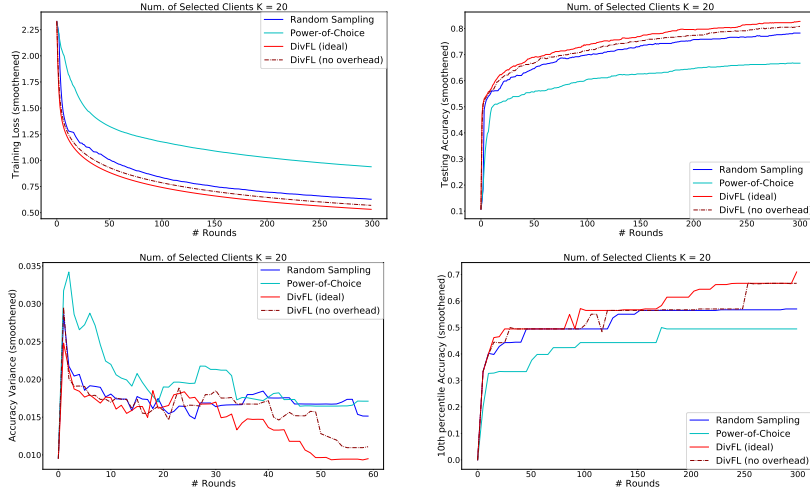 Num. of Selected Clients K = 20
Training Loss (smoothened)
2.25
2.00
1.75
1.50
1.25
1.00
0.75
0.50
Random Sampling
Power-of-Choice
DivFL (ideal)
DivFL (no overhead)
0 50 100 150 200 250 300
# Rounds
Num. of Selected Clients K = 20
Testing Accuracy (smoothened)
0.8
0.7
0.6
0.5
0.4
0.3
0.2
0.1
Random Sampling
Power-of-Choice
DivFL (ideal)
DivFL (no overhead)
0 50 100 150 200 250 300
# Rounds
Num. of Selected Clients K = 20
Accuracy Variance (smoothened)
0.035
0.030
0.025
0.020
0.015
0.010
Random Sampling
Power-of-Choice
DivFL (ideal)
DivFL (no overhead)
0 10 20 30 40 50 60
# Rounds
Num. of Selected Clients K = 20
10th percentile Accuracy (smoothened)
0.7
0.6
0.5
0.4
0.3
0.2
0.1
0.0
Random Sampling
Power-of-Choice
DivFL (ideal)
DivFL (no overhead)
0 50 100 150 200 250 300
# Rounds